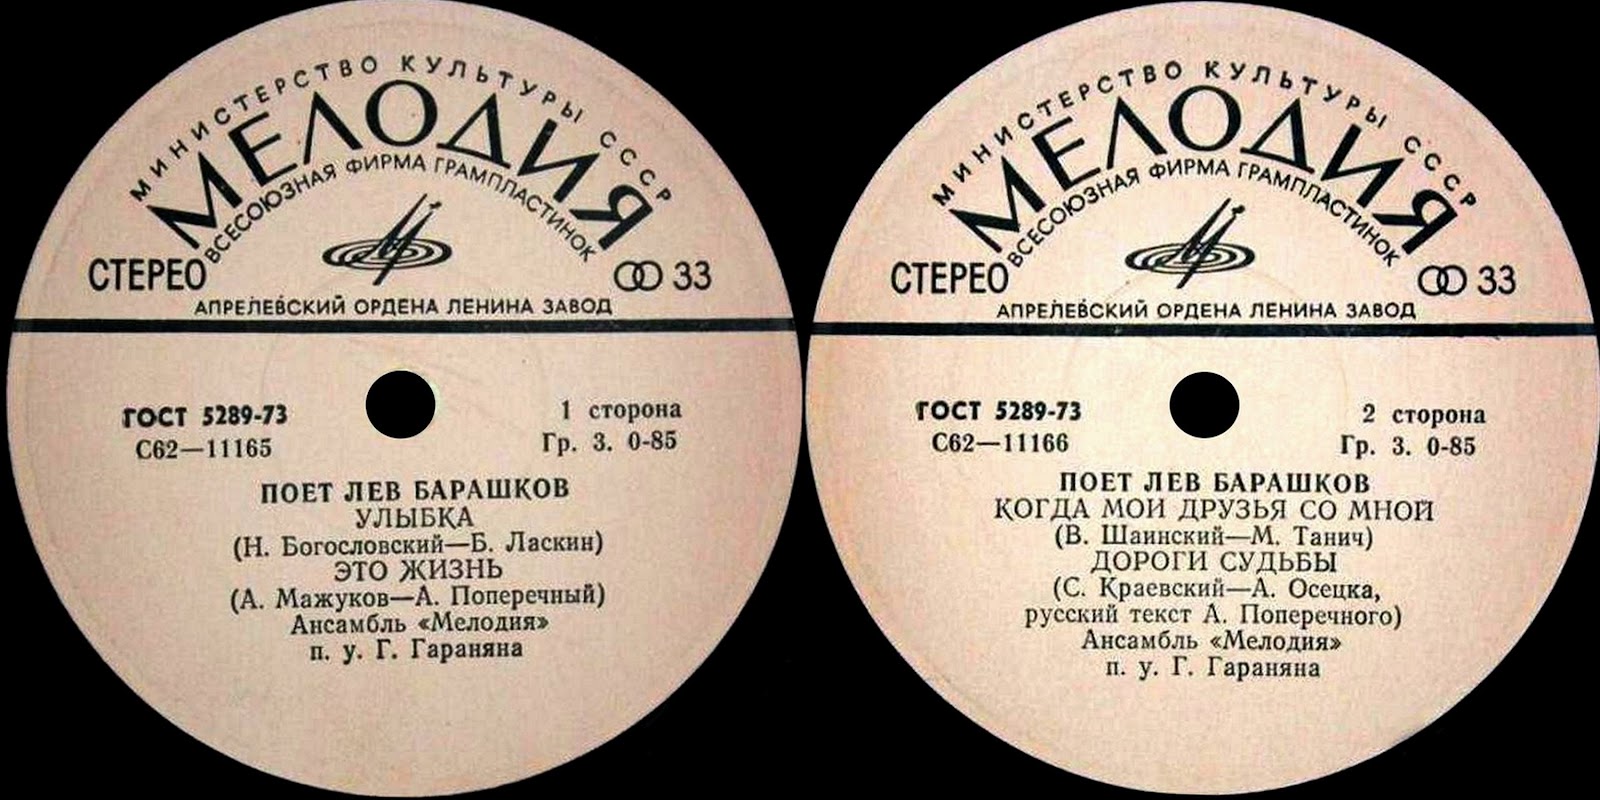 МИНИСТЕРСТВО КУЛЬТУРЫ СССР
МЕЛОДИЯ
ВСЕСОЮЗНАЯ ФИРМА ГРАМПЛАСТИНОК
СТЕРЕО
33
АПРЕЛЕВСКИЙ ОРДЕНА ЛЕНИНА ЗАВОД
ГОСТ 5289-73
1 сторона
С62—11165
Гр. 3. 0-85
ПОЕТ ЛЕВ БАРАШКОВ
УЛЫБКА
(Н. Богословский—Б. Ласкин)
ЭТО ЖИЗНЬ
(А. Мажуков—А. Поперечный)
Ансамбль «Мелодия»
п. у. Г. Гараняна
МИНИСТЕРСТВО КУЛЬТУРЫ СССР
МЕЛОДИЯ
ВСЕСОЮЗНАЯ ФИРМА ГРАМПЛАСТИНОК
СТЕРЕО
33
АПРЕЛЕВСКИЙ ОРДЕНА ЛЕНИНА ЗАВОД
ГОСТ 5289-73
2 сторона
С62—11166
Гр. 3. 0-85
ПОЕТ ЛЕВ БАРАШКОВ
КОГДА МОИ ДРУЗЬЯ СО МНОЙ
(В. Шаинский—М. Танич)
ДОРОГИ СУДЬБЫ
(С. Краевский—А. Осецка,
русский текст А. Поперечного)
Ансамбль «Мелодия»
п. у. Г. Гараняна